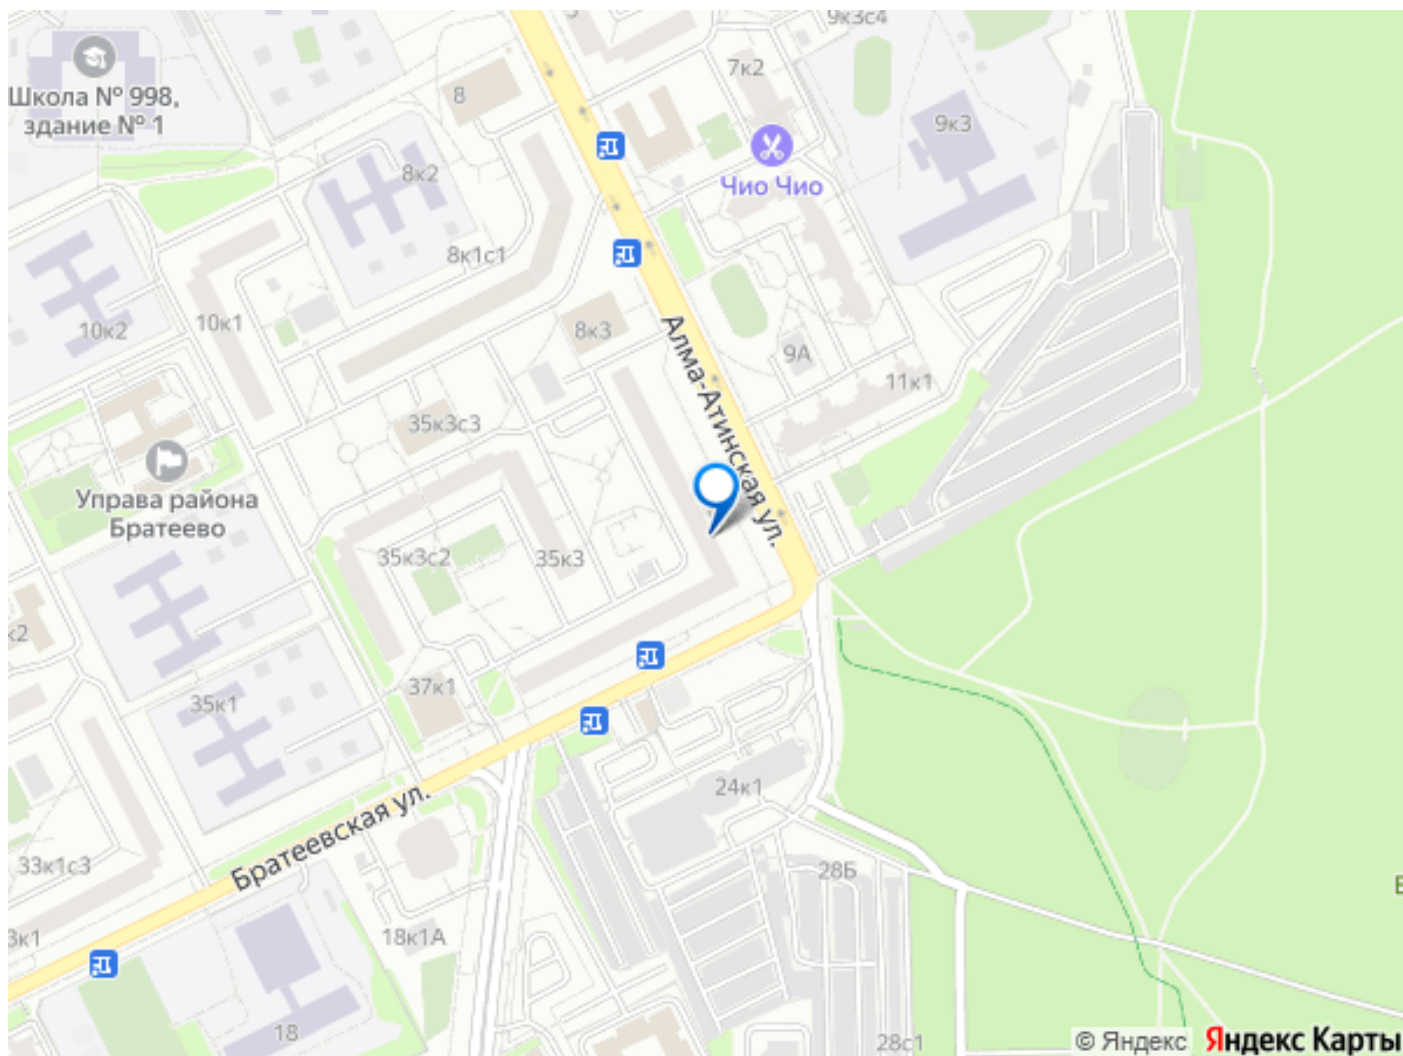 9к3с4
Школа № 998,
здание № 1
8
7к2
9к3
8к2
Чио Чио
8к1с1
10к2
10к1
8к3
9А
Алма-Атинская ул.
11к1
35к3с3
Управа района
Братеево
35к3с2
35к3
к2
37к1
35к1
24к1
Братеевская ул.
33к1с3
28Б
3к1
18к1А
18
28с1
© Яндекс
Яндекс Карты